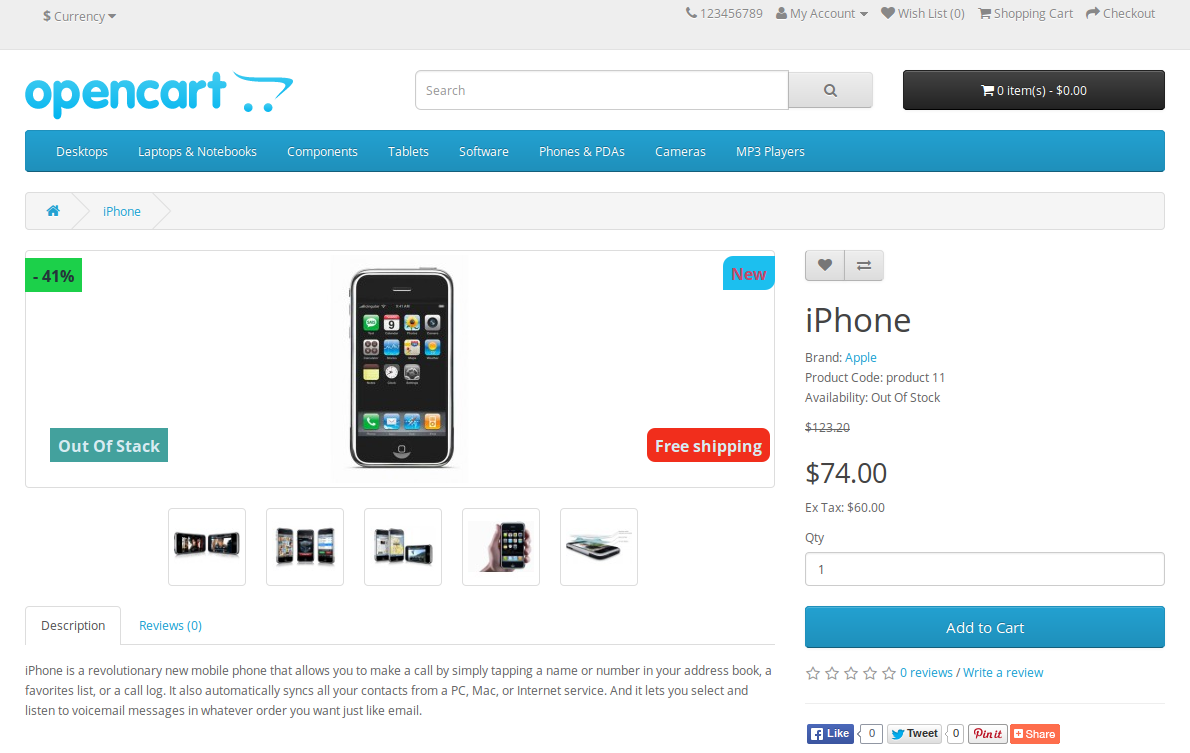 $ Currency
123456789 My Account Wish List (0) Shopping Cart Checkout
opencart
Search
0 item(s) - $0.00
Desktops Laptops & Notebooks Components Tablets Software Phones & PDAs Cameras MP3 Players
iPhone
- 41%
New
Out Of Stack
Free shipping
iPhone
Brand: Apple
Product Code: product 11
Availability: Out Of Stock
$123.20
$74.00
Ex Tax: $60.00
Qty
1
Add to Cart
0 reviews / Write a review
Like 0 Tweet 0 Pin it Share
Description Reviews (0)
iPhone is a revolutionary new mobile phone that allows you to make a call by simply tapping a name or number in your address book, a
favorites list, or a call log. It also automatically syncs all your contacts from a PC, Mac, or Internet service. And it lets you select and
listen to voicemail messages in whatever order you want just like email.